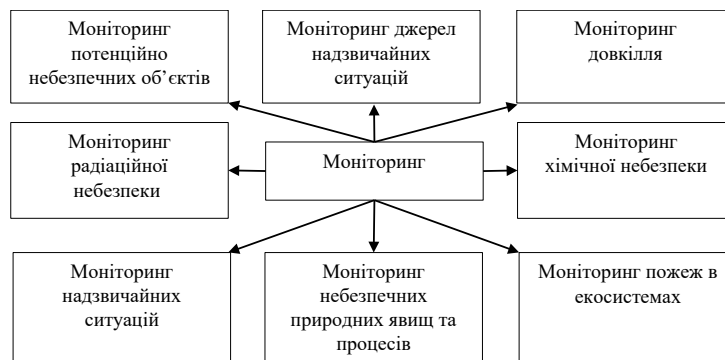 Моніторинг
потенційно
небезпечних об’єктів
Моніторинг джерел
надзвичайних
ситуацій
Моніторинг
довкілля
Моніторинг
радіаційної
небезпеки
Моніторинг
Моніторинг
хімічної небезпеки
Моніторинг
надзвичайних
ситуацій
Моніторинг
небезпечних
природних явищ та
процесів
Моніторинг пожеж в
екосистемах